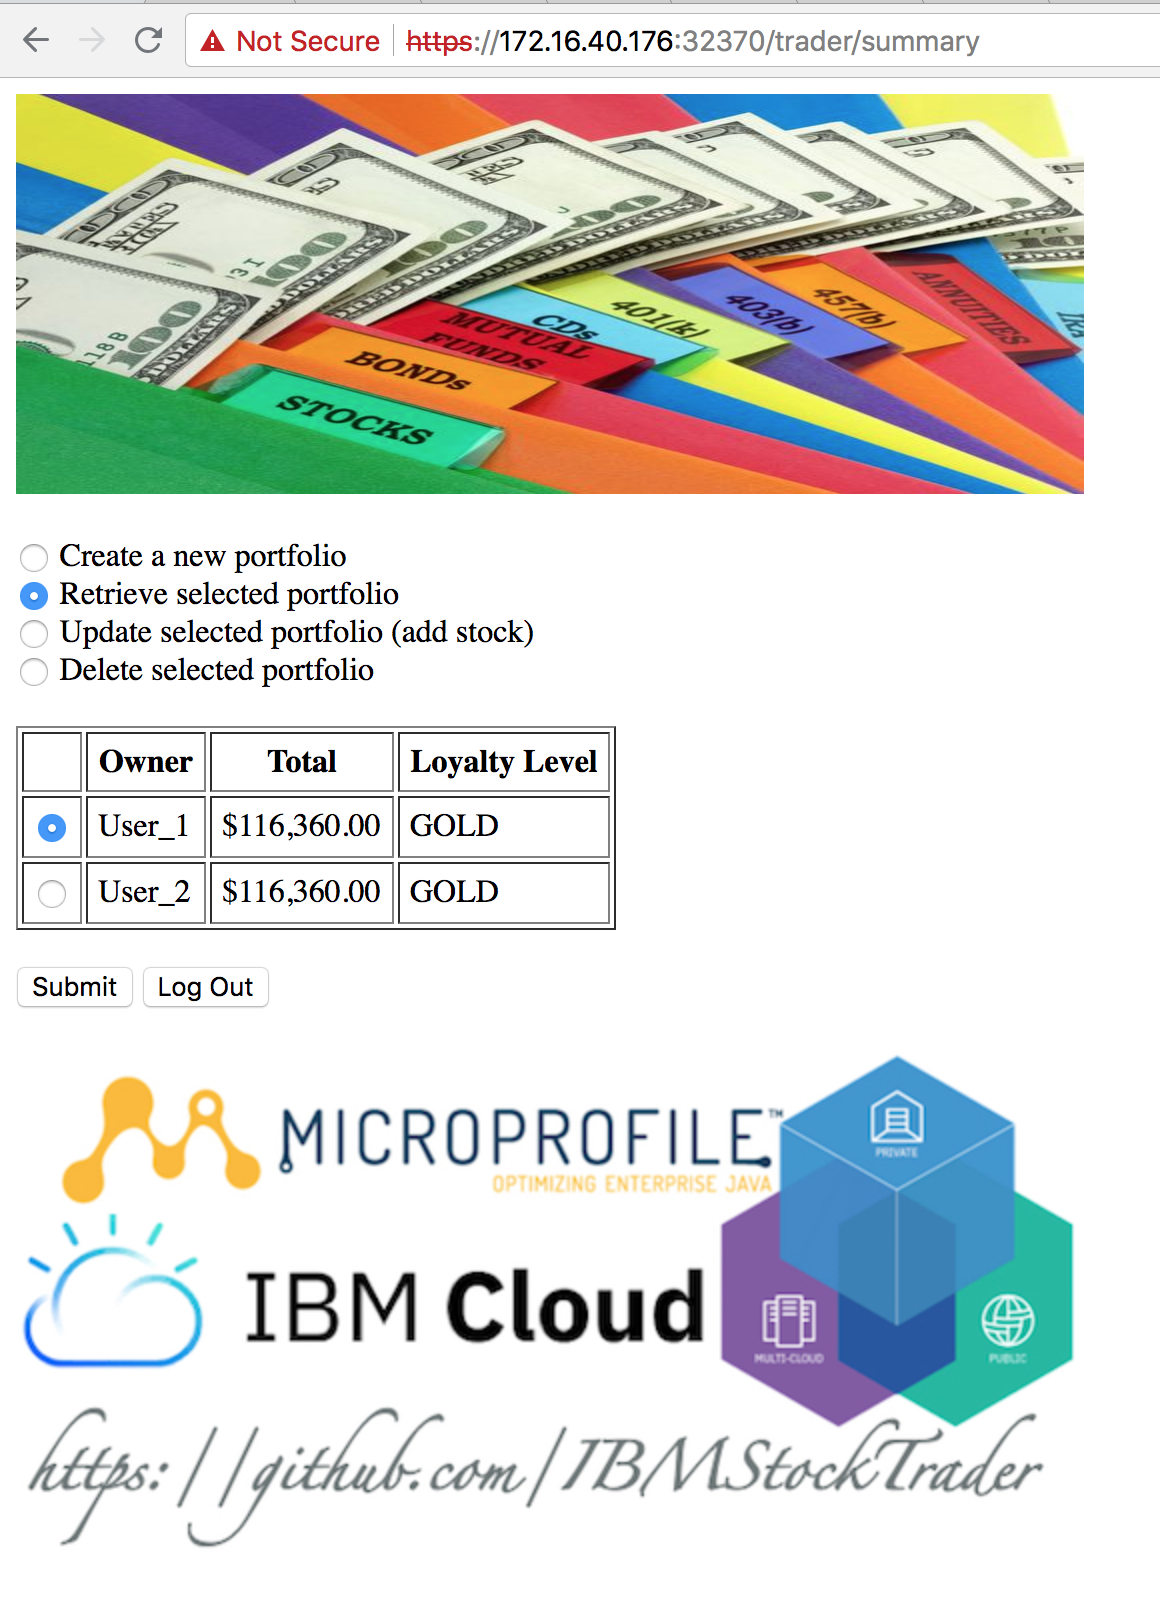 Not Secure https://172.16.40.176:32370/trader/summary
100
100
118 B
ANNUITIES
457(b)
403(b)
401(k)
CDs
MUTUAL
FUNDS
BONDs
STOCKS
Create a new portfolio
Retrieve selected portfolio
Update selected portfolio (add stock)
Delete selected portfolio
Owner Total Loyalty Level
User_1 $116,360.00 GOLD
User_2 $116,360.00 GOLD
Submit Log Out
MICROPROFILE™
OPTIMIZING ENTERPRISE JAVA
PRIVATE
IBM Cloud
MULTI-CLOUD PUBLIC
https://github.com/IBMStockTrader